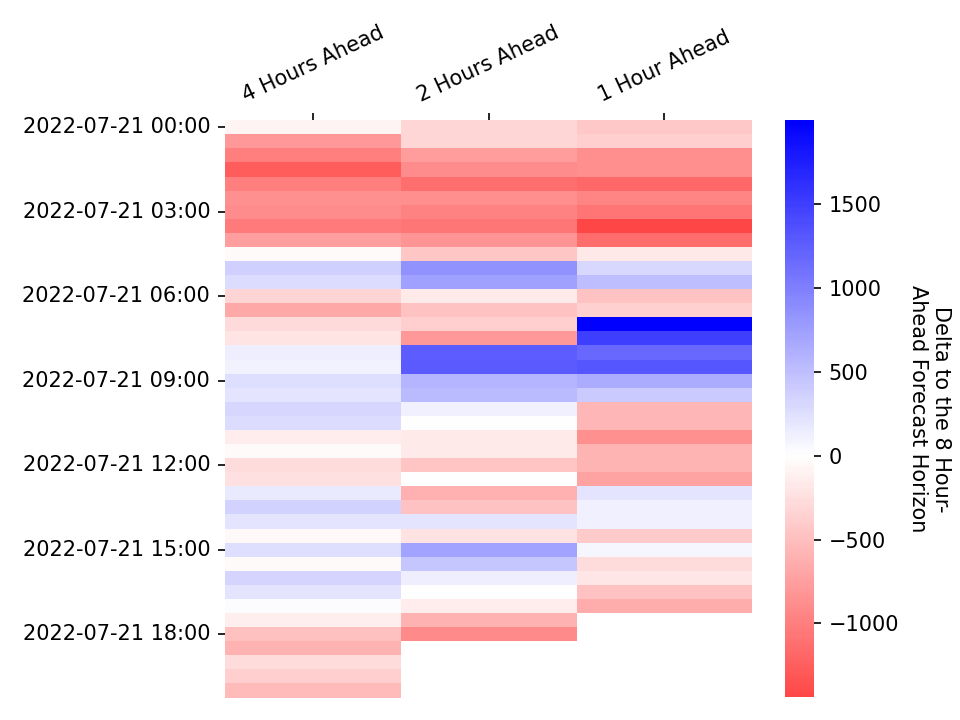 4 Hours Ahead
2 Hours Ahead
1 Hour Ahead
2022-07-21 00:00
2022-07-21 03:00
2022-07-21 06:00
2022-07-21 09:00
2022-07-21 12:00
2022-07-21 15:00
2022-07-21 18:00
1500
1000
500
0
−500
−1000
Delta to the 8 Hour-
Ahead Forecast Horizon